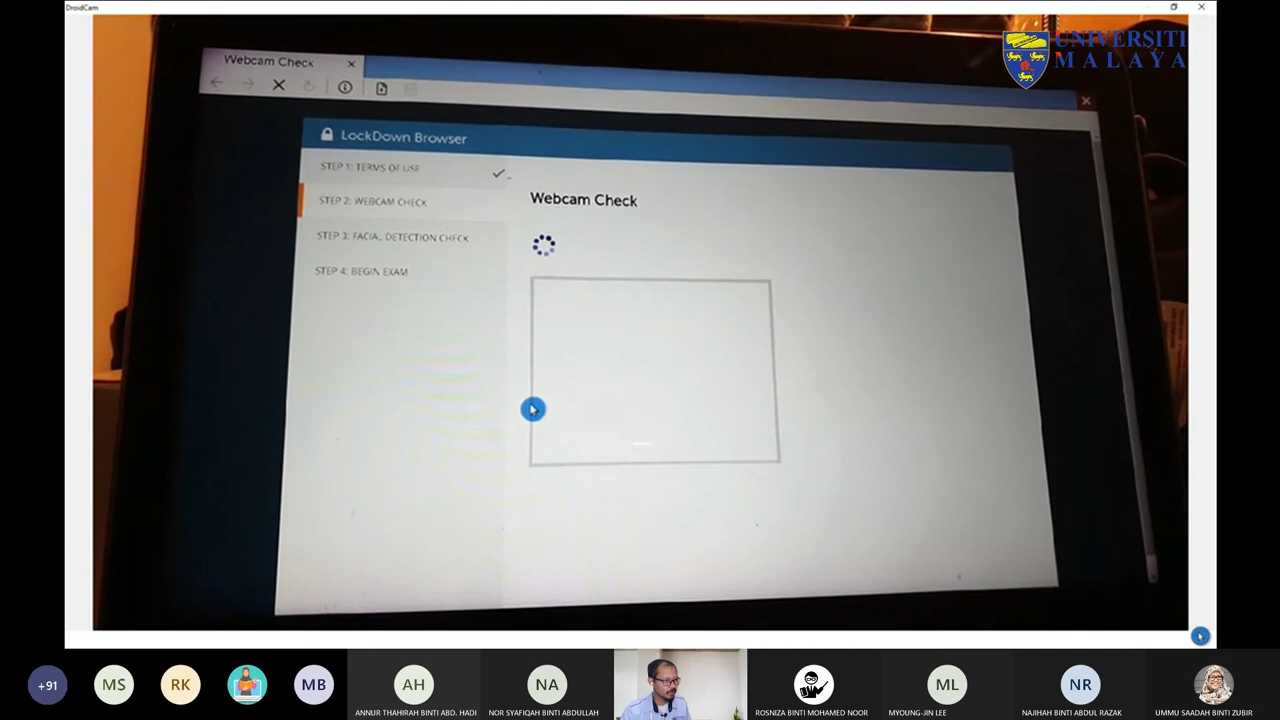 DroidCam
UNIVERSITI
MALAYA
Webcam Check
LockDown Browser
STEP 1: TERMS OF USE
STEP 2: WEBCAM CHECK
STEP 3: FACIAL DETECTION CHECK
STEP 4: BEGIN EXAM
Webcam Check
+91
MS
RK
MB
AH
NA
ML
NR
ANNUR THAHIRAH BINTI ABD. HADI
NOR SYAFIQAH BINTI ABDULLAH
ROSNIZA BINTI MOHAMED NOOR
MYOUNG-JIN LEE
NAJIHAH BINTI ABDUL RAZAK
UMMU SAADAH BINTI ZUBIR